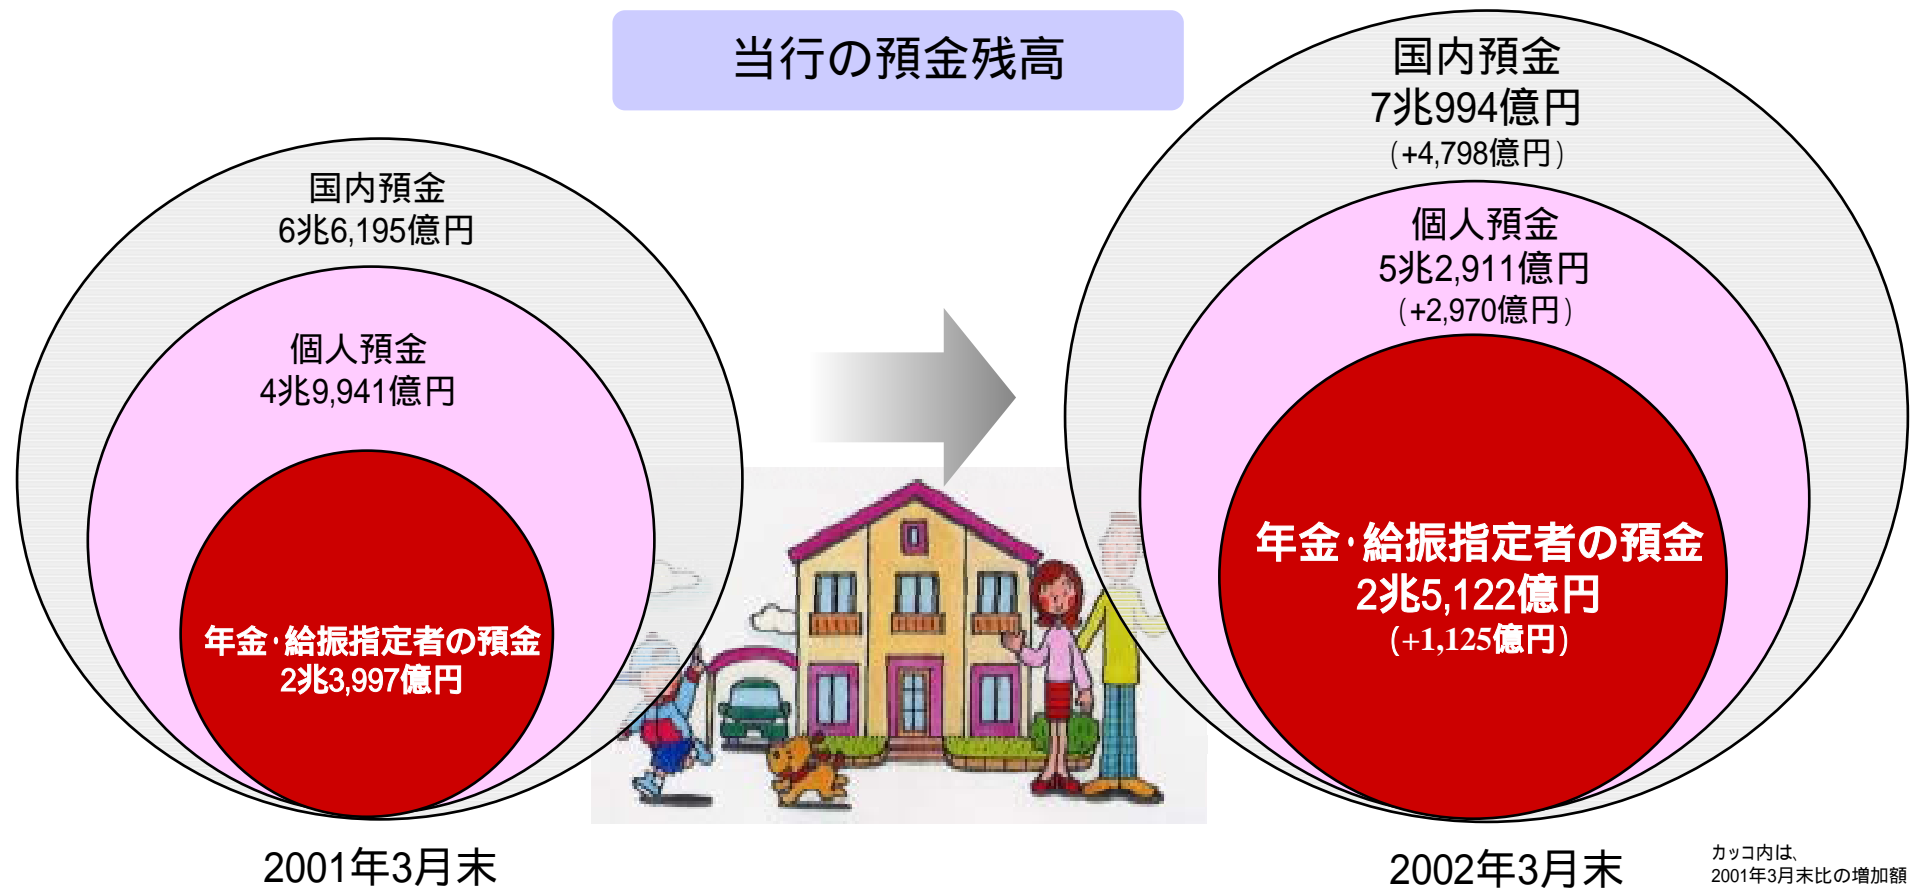 当行の預金残高
国内預金
6兆6,195億円
個人預金
4兆9,941億円
年金･給振指定者の預金
2兆3,997億円
2001年3月末
国内預金
7兆994億円
(+4,798億円)
個人預金
5兆2,911億円
(+2,970億円)
年金･給振指定者の預金
2兆5,122億円
(+1,125億円)
2002年3月末
カッコ内は、
2001年3月末比の増加額